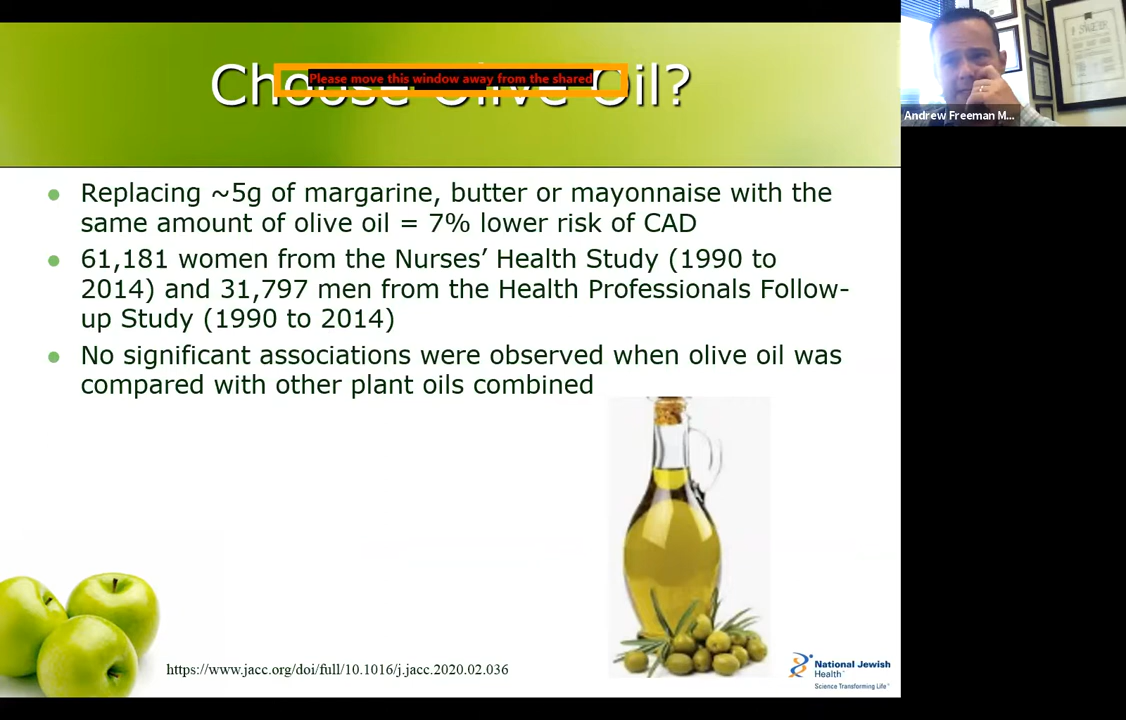 Choose Olive Oil?
Please move this window away from the shared
Andrew Freeman M...
Replacing ~5g of margarine, butter or mayonnaise with the
same amount of olive oil = 7% lower risk of CAD
61,181 women from the Nurses’ Health Study (1990 to
2014) and 31,797 men from the Health Professionals Follow-
up Study (1990 to 2014)
No significant associations were observed when olive oil was
compared with other plant oils combined
https://www.jacc.org/doi/full/10.1016/j.jacc.2020.02.036
National Jewish
Health™
Science Transforming Life™